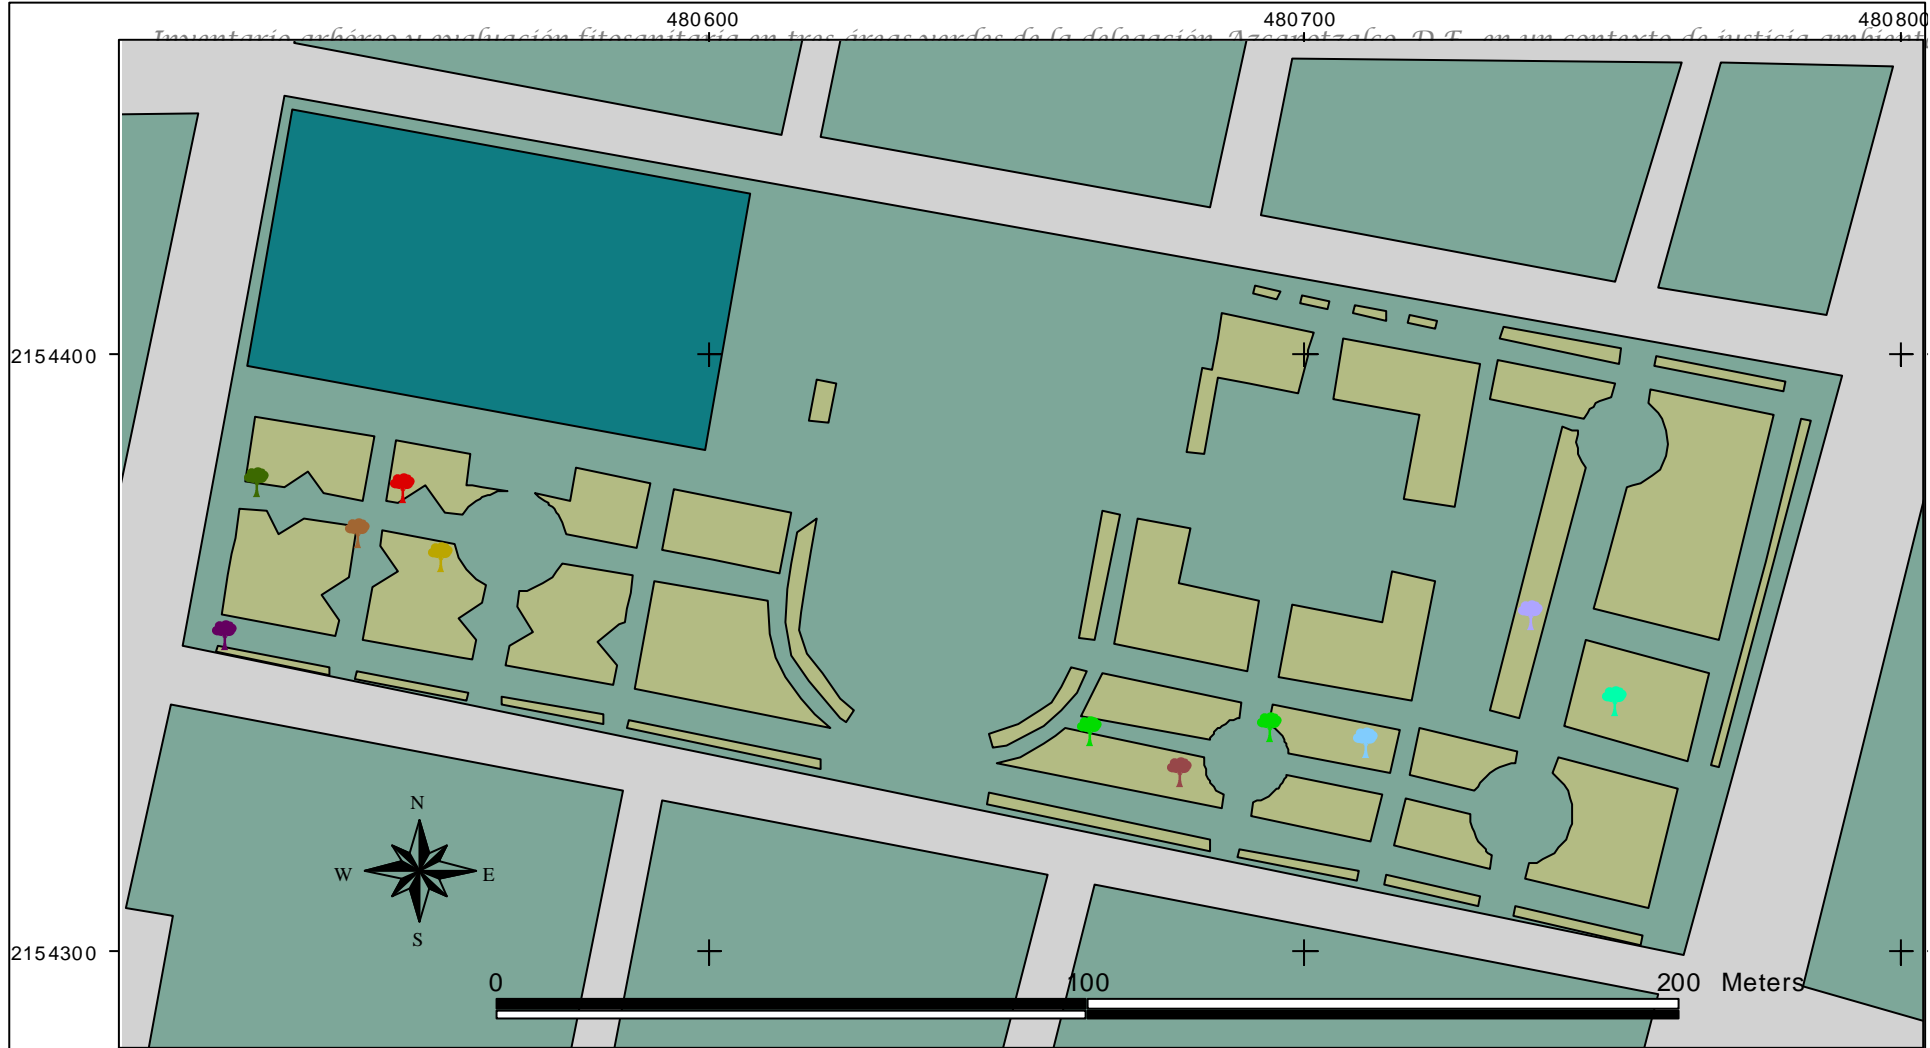 480600 480700 480800
Inventario arbóreo y evaluación fitosanitaria en tres áreas verdes de la delegación Azcapotzalco, D.F., en un contexto de justicia ambient
2154400
N
W E
S
2154300
0 100 200 Meters